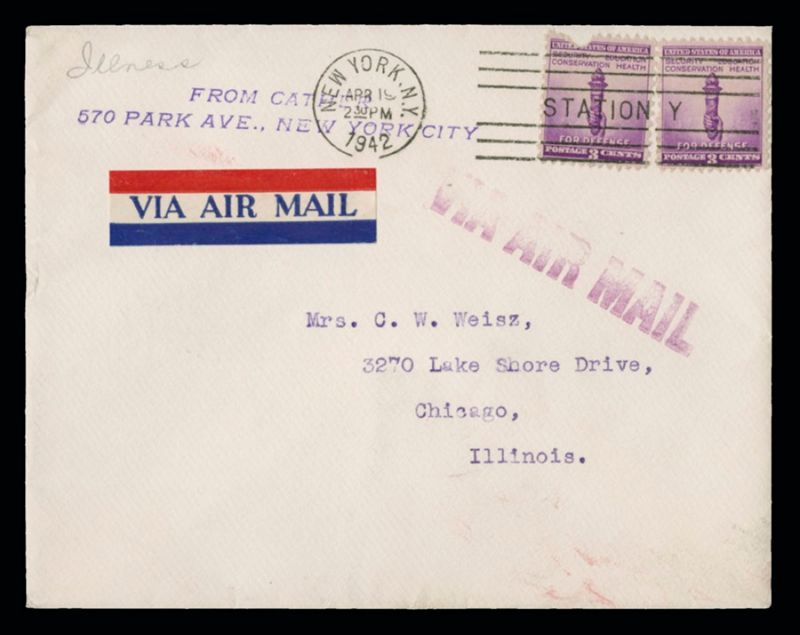 Illness
FROM
570 PARK AVE., NEW YORK CITY
NEW YORK, N.Y.
APR
2 30 PM
1942
STATION Y
UNITED STATES OF AMERICA
SECURITY EDUCATION
CONSERVATION HEALTH
FOR DEFENSE
POSTAGE 3 CENTS
UNITED STATES OF AMERICA
SECURITY EDUCATION
CONSERVATION HEALTH
FOR DEFENSE
POSTAGE 3 CENTS
VIA AIR MAIL
VIA AIR MAIL
Mrs. C. W. Weisz,
3270 Lake Shore Drive,
Chicago,
Illinois.